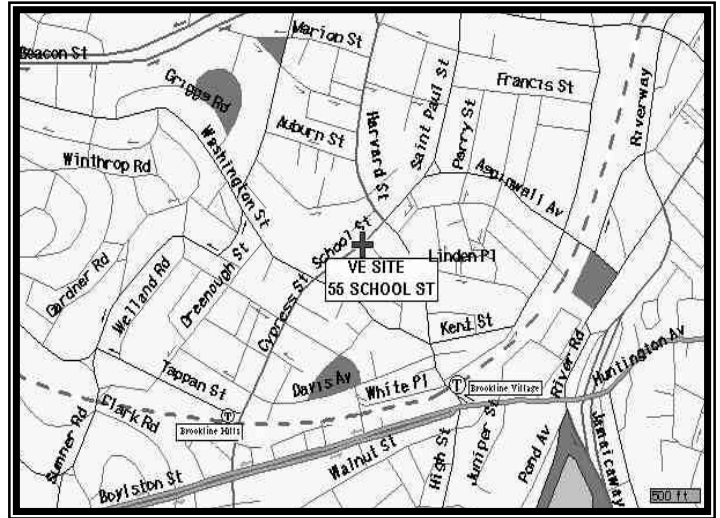 Beacon St
Marion St
Griggs Rd
Francis St
Riverway
Harvard St
Saint Paul St
Perry St
Auburn St
Washington St
Winthrop Rd
Aspinwall Av
School St
Linden Pl
VE SITE
55 SCHOOL ST
Gardner Rd
Welland Rd
Greenough St
Cypress St
Kent St
River Rd
Huntington Av
Tappan St
Davis Av
White Pl
T
Brookline Village
T
Brookline Hills
Clark Rd
Sumner Rd
Boylston St
Walnut St
High St
Juniper St
Pond Av
Jamaicaway
500 ft